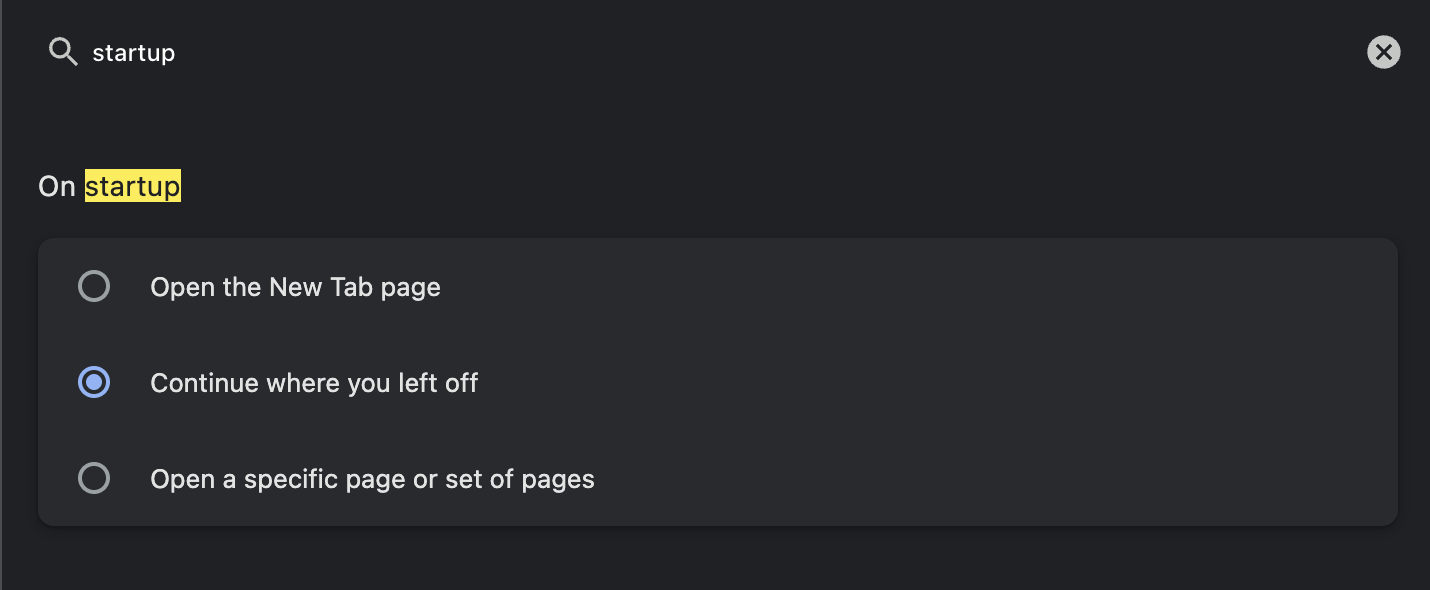 startup
On startup
Open the New Tab page
Continue where you left off
Open a specific page or set of pages